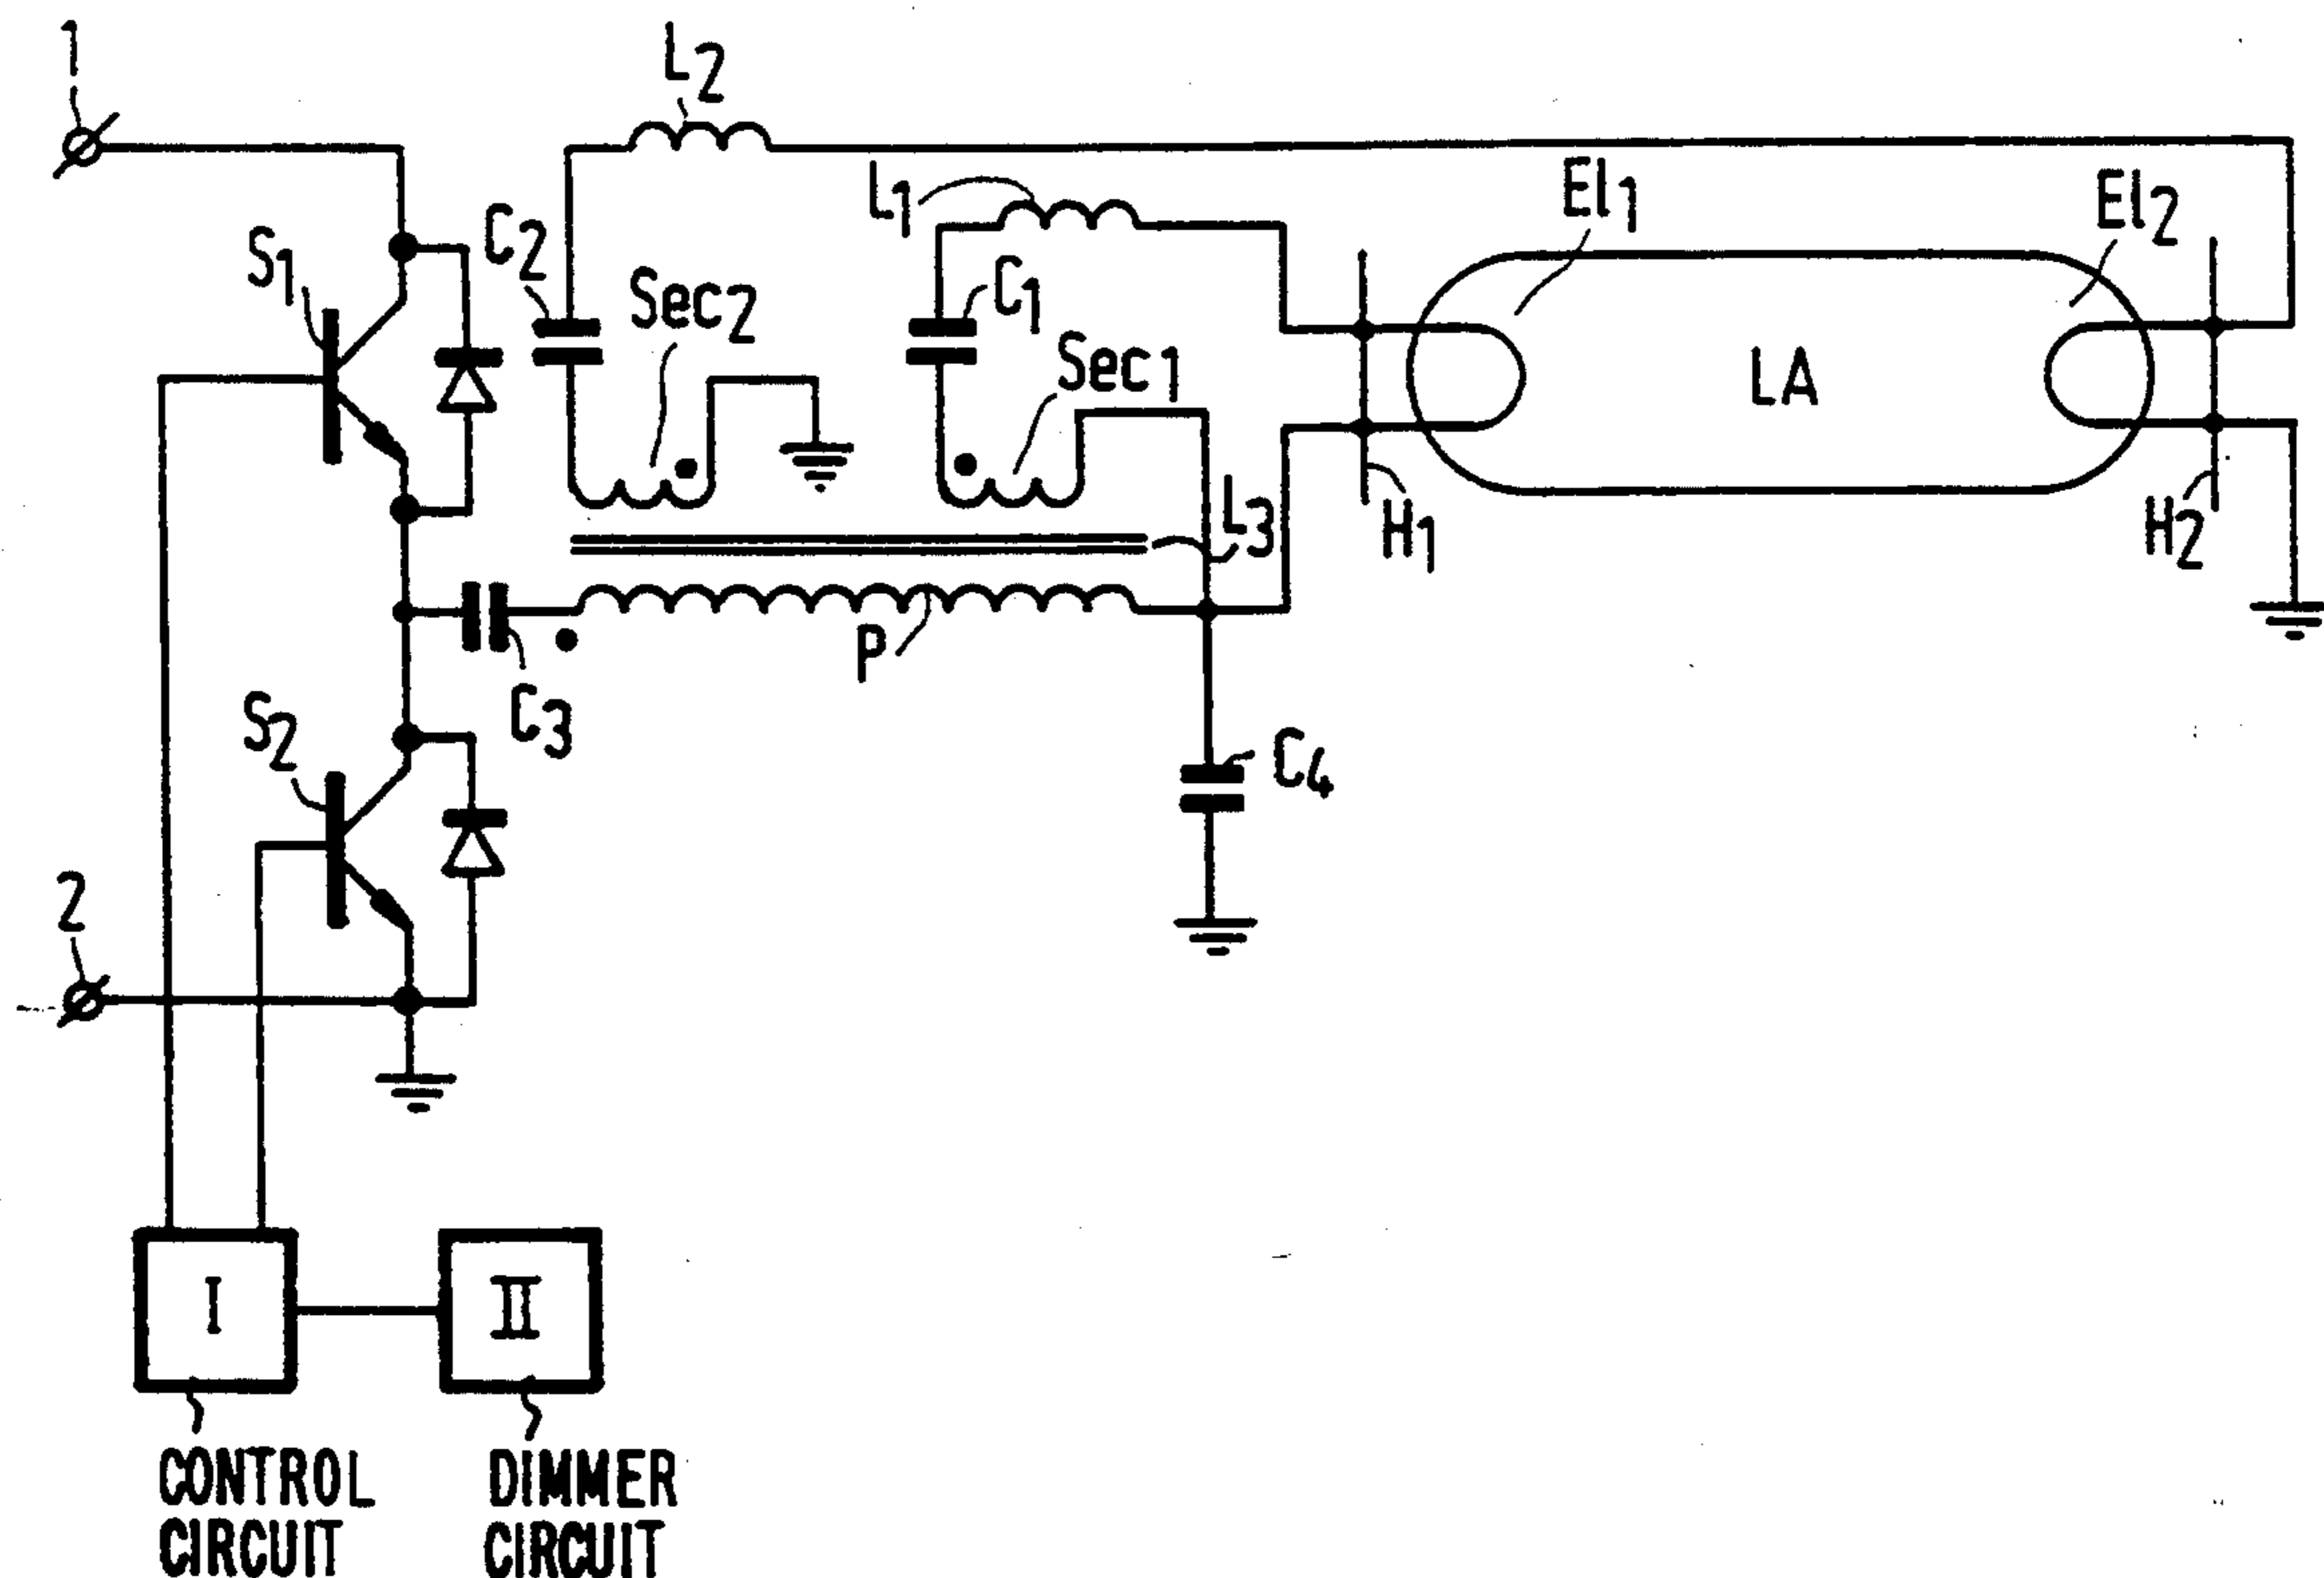 1
L2
L1
El1
El2
S1
C2
Sec2
C1
Sec1
LA
L3
H1
H2
P
C3
S2
C4
2
I
II
CONTROL
CIRCUIT
DIMMER
CIRCUIT